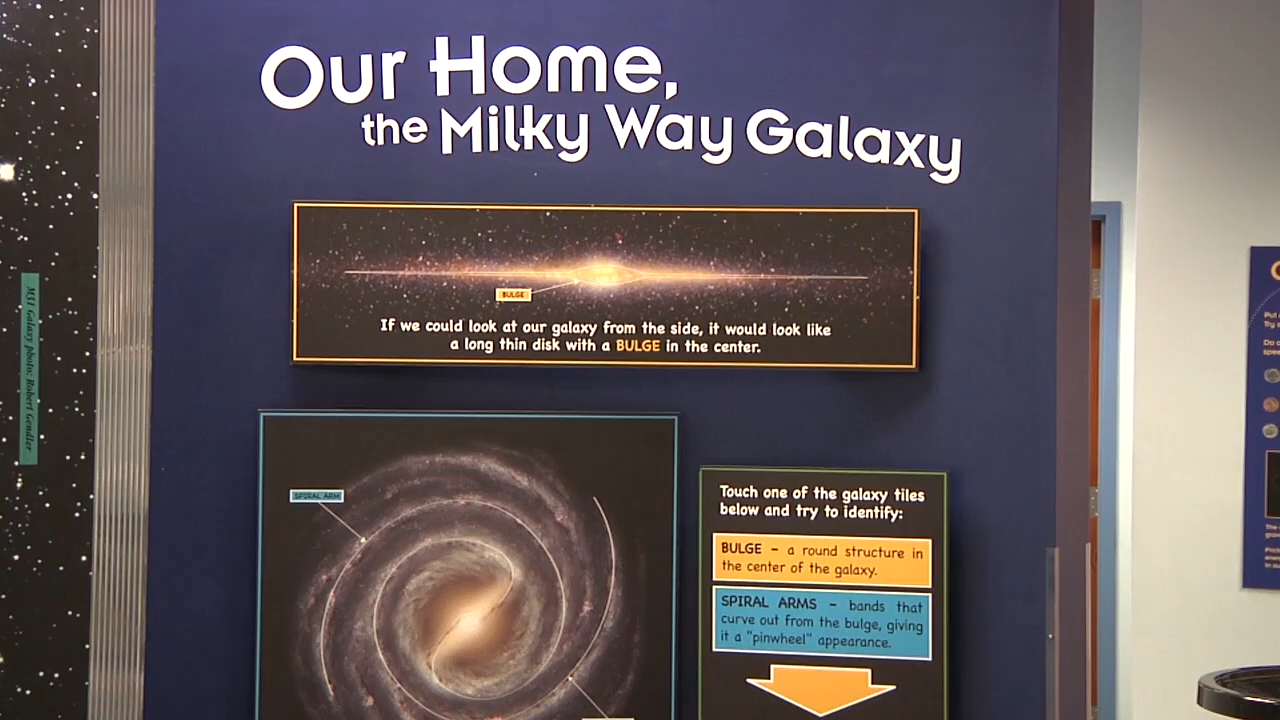 Our Home,
the Milky Way Galaxy
BULGE
If we could look at our galaxy from the side, it would look like
a long thin disk with a BULGE in the center.
SPIRAL ARM
Touch one of the galaxy tiles
below and try to identify:
BULGE – a round structure in
the center of the galaxy.
SPIRAL ARMS – bands that
curve out from the bulge, giving
it a "pinwheel" appearance.
M31 Galaxy photo: Robert Gendler